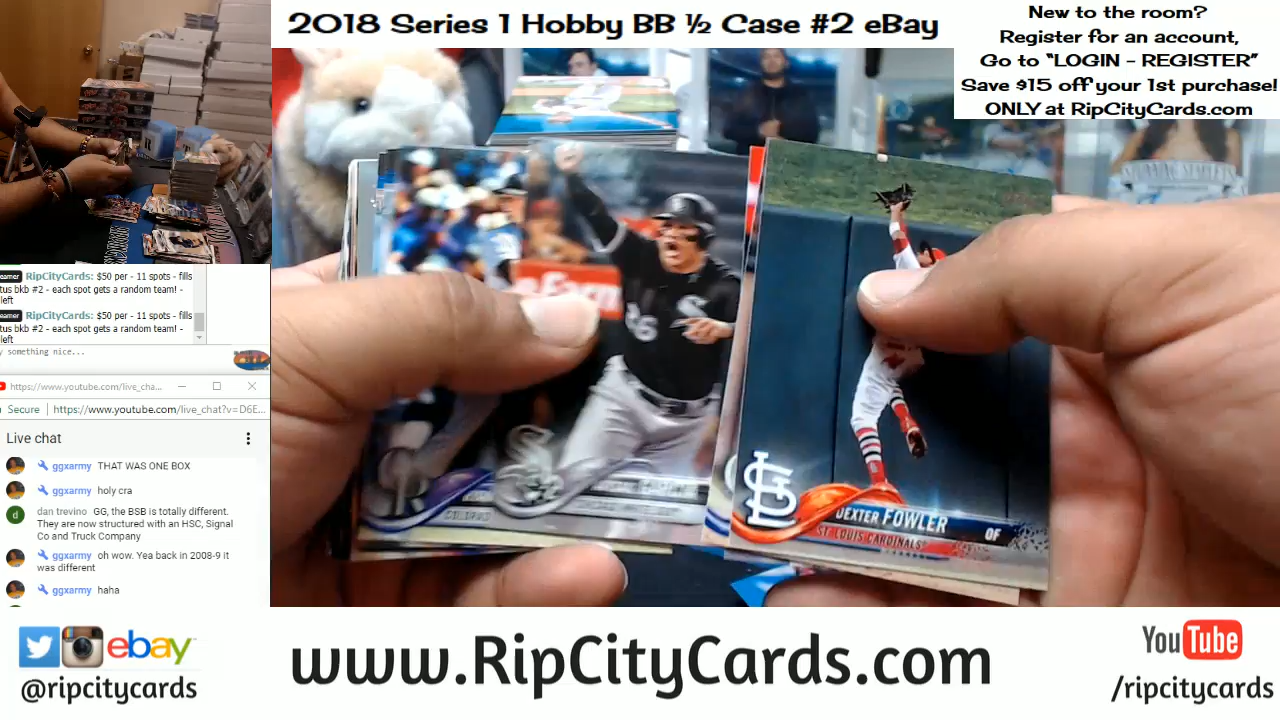 2018 Series 1 Hobby BB ½ Case #2 eBay
New to the room?
Register for an account,
Go to “LOGIN - REGISTER”
Save $15 off your 1st purchase!
ONLY at RipCityCards.com
eamer RipCityCards: $50 per - 11 spots - fills
tus bkb #2 - each spot gets a random team! -
left
eamer RipCityCards: $50 per - 11 spots - fills
tus bkb #2 - each spot gets a random team! -
left
y something nice...
https://www.youtube.com/live_cha...
Secure https://www.youtube.com/live_chat?v=D6E...
Live chat
ggxarmy THAT WAS ONE BOX
ggxarmy holy cra
d dan trevino GG, the BSB is totally different.
They are now structured with an HSC, Signal
Co and Truck Company
ggxarmy oh wow. Yea back in 2008-9 it
was different
ggxarmy haha
DEXTER FOWLER OF
ST. LOUIS CARDINALS
ebay
@ripcitycards
www.RipCityCards.com
YouTube
/ripcitycards